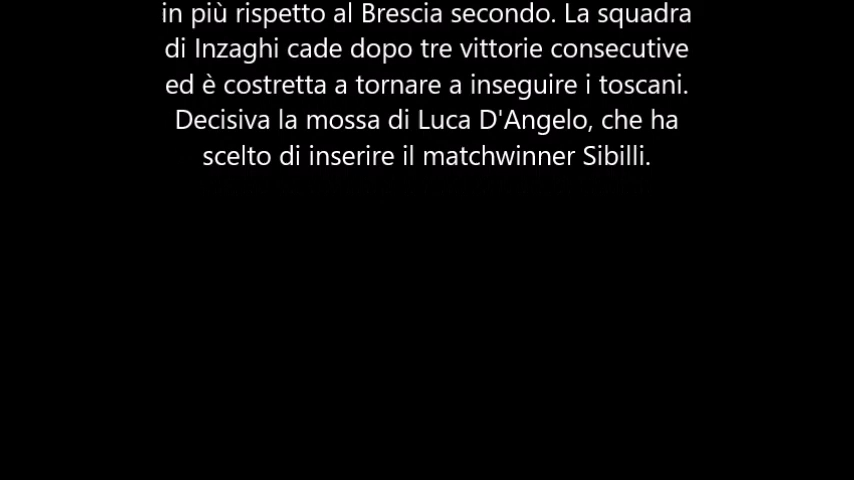 in più rispetto al Brescia secondo. La squadra
di Inzaghi cade dopo tre vittorie consecutive
ed è costretta a tornare a inseguire i toscani.
Decisiva la mossa di Luca D'Angelo, che ha
scelto di inserire il matchwinner Sibilli.